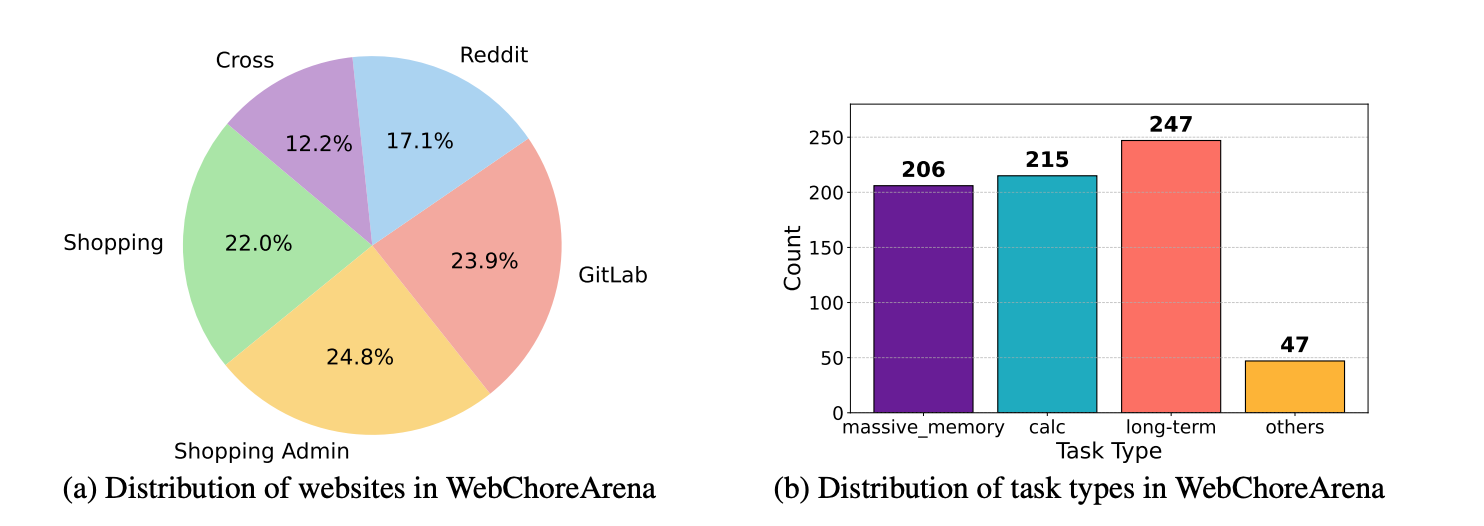 Cross
Reddit
12.2%
17.1%
Shopping
22.0%
23.9%
GitLab
24.8%
Shopping Admin
(a) Distribution of websites in WebChoreArena
Count
250
200
150
100
50
0
206
215
247
47
massive_memory calc long-term others
Task Type
(b) Distribution of task types in WebChoreArena